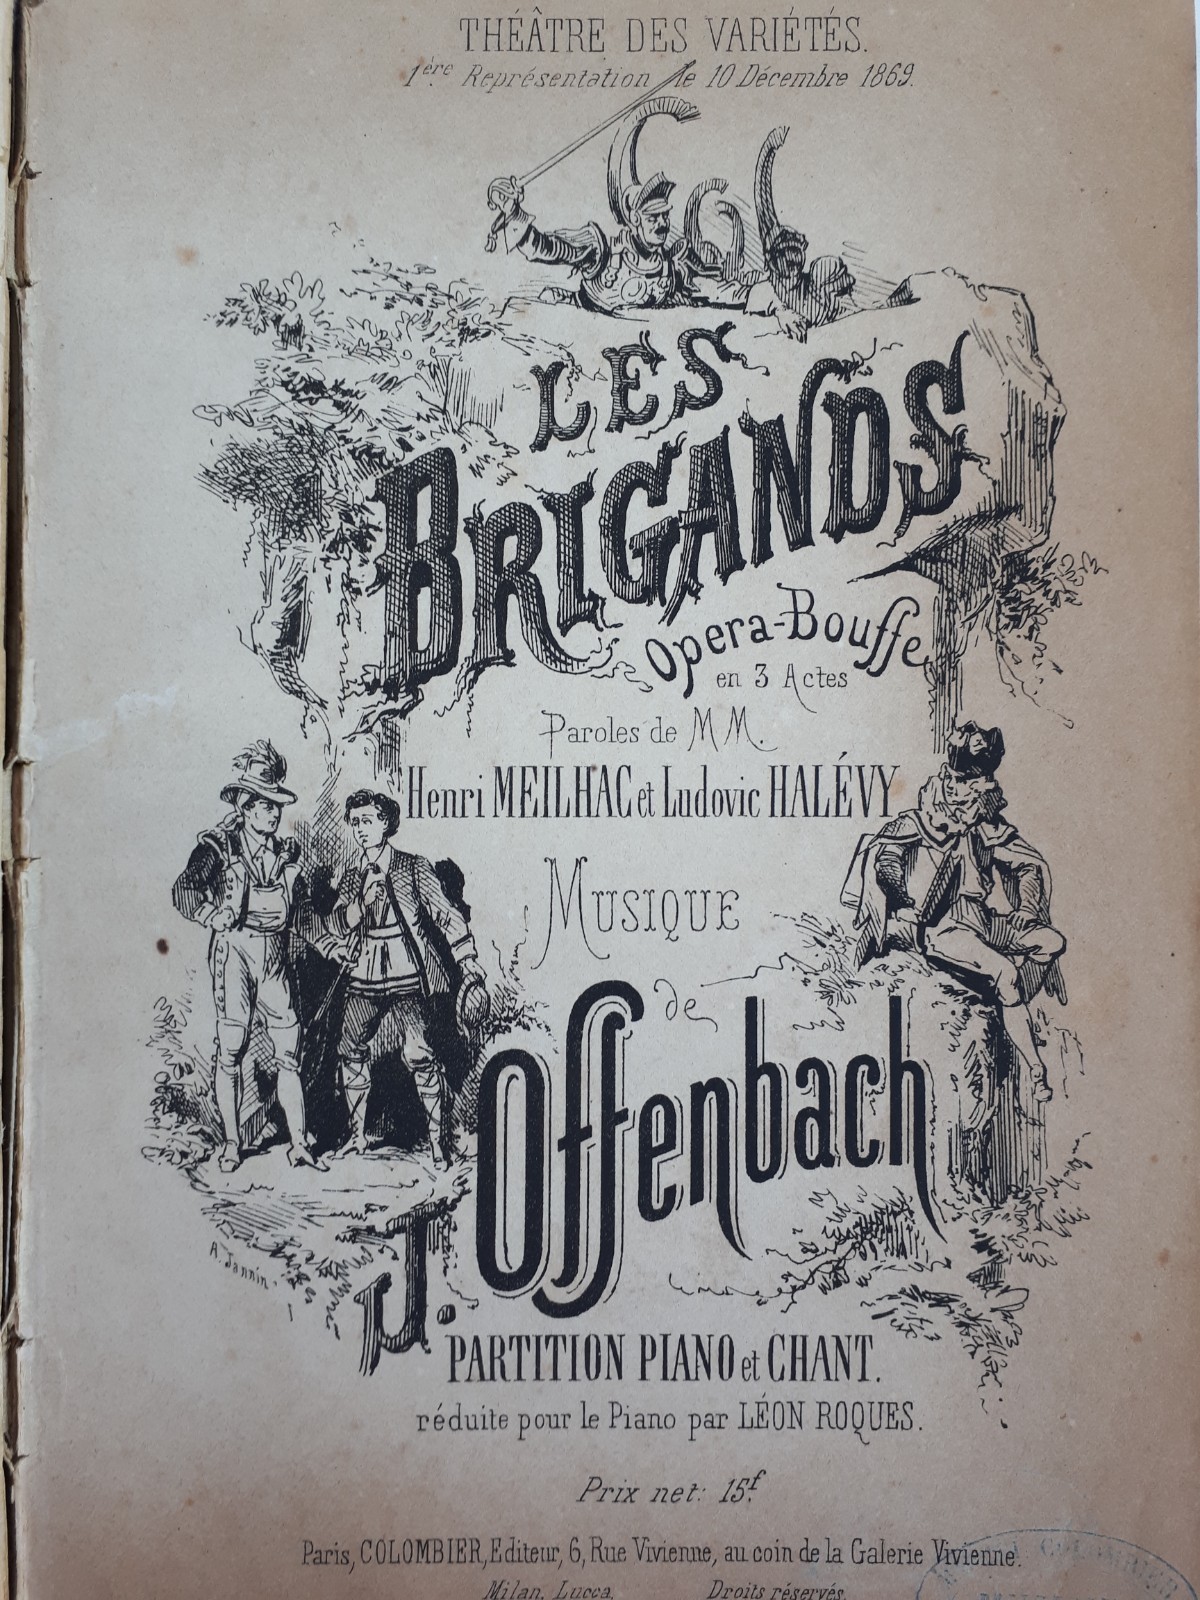 THÉÂTRE DES VARIÉTÉS.
1ère Représentation le 10 Décembre 1869.
LES
BRIGANDS
Opera-Bouffe
en 3 Actes
Paroles de MM.
Henri MEILHAC et Ludovic HALÉVY
MUSIQUE
de
J. Offenbach
A. Jannin.
PARTITION PIANO et CHANT.
réduite pour le Piano par LÉON ROQUES.
Prix net: 15f.
Paris, COLOMBIER, Editeur, 6, Rue Vivienne, au coin de la Galerie Vivienne.
Milan, Lucca. Droits réservés.
COLOMBIER